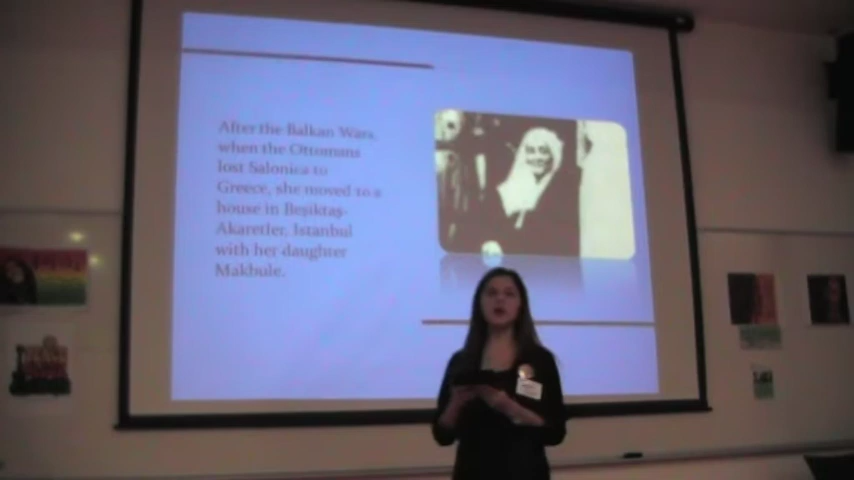 After the Balkan Wars,
when the Ottomans
lost Salonica to
Greece, she moved to a
house in Beşiktaş-
Akaretler, Istanbul
with her daughter
Makbule.